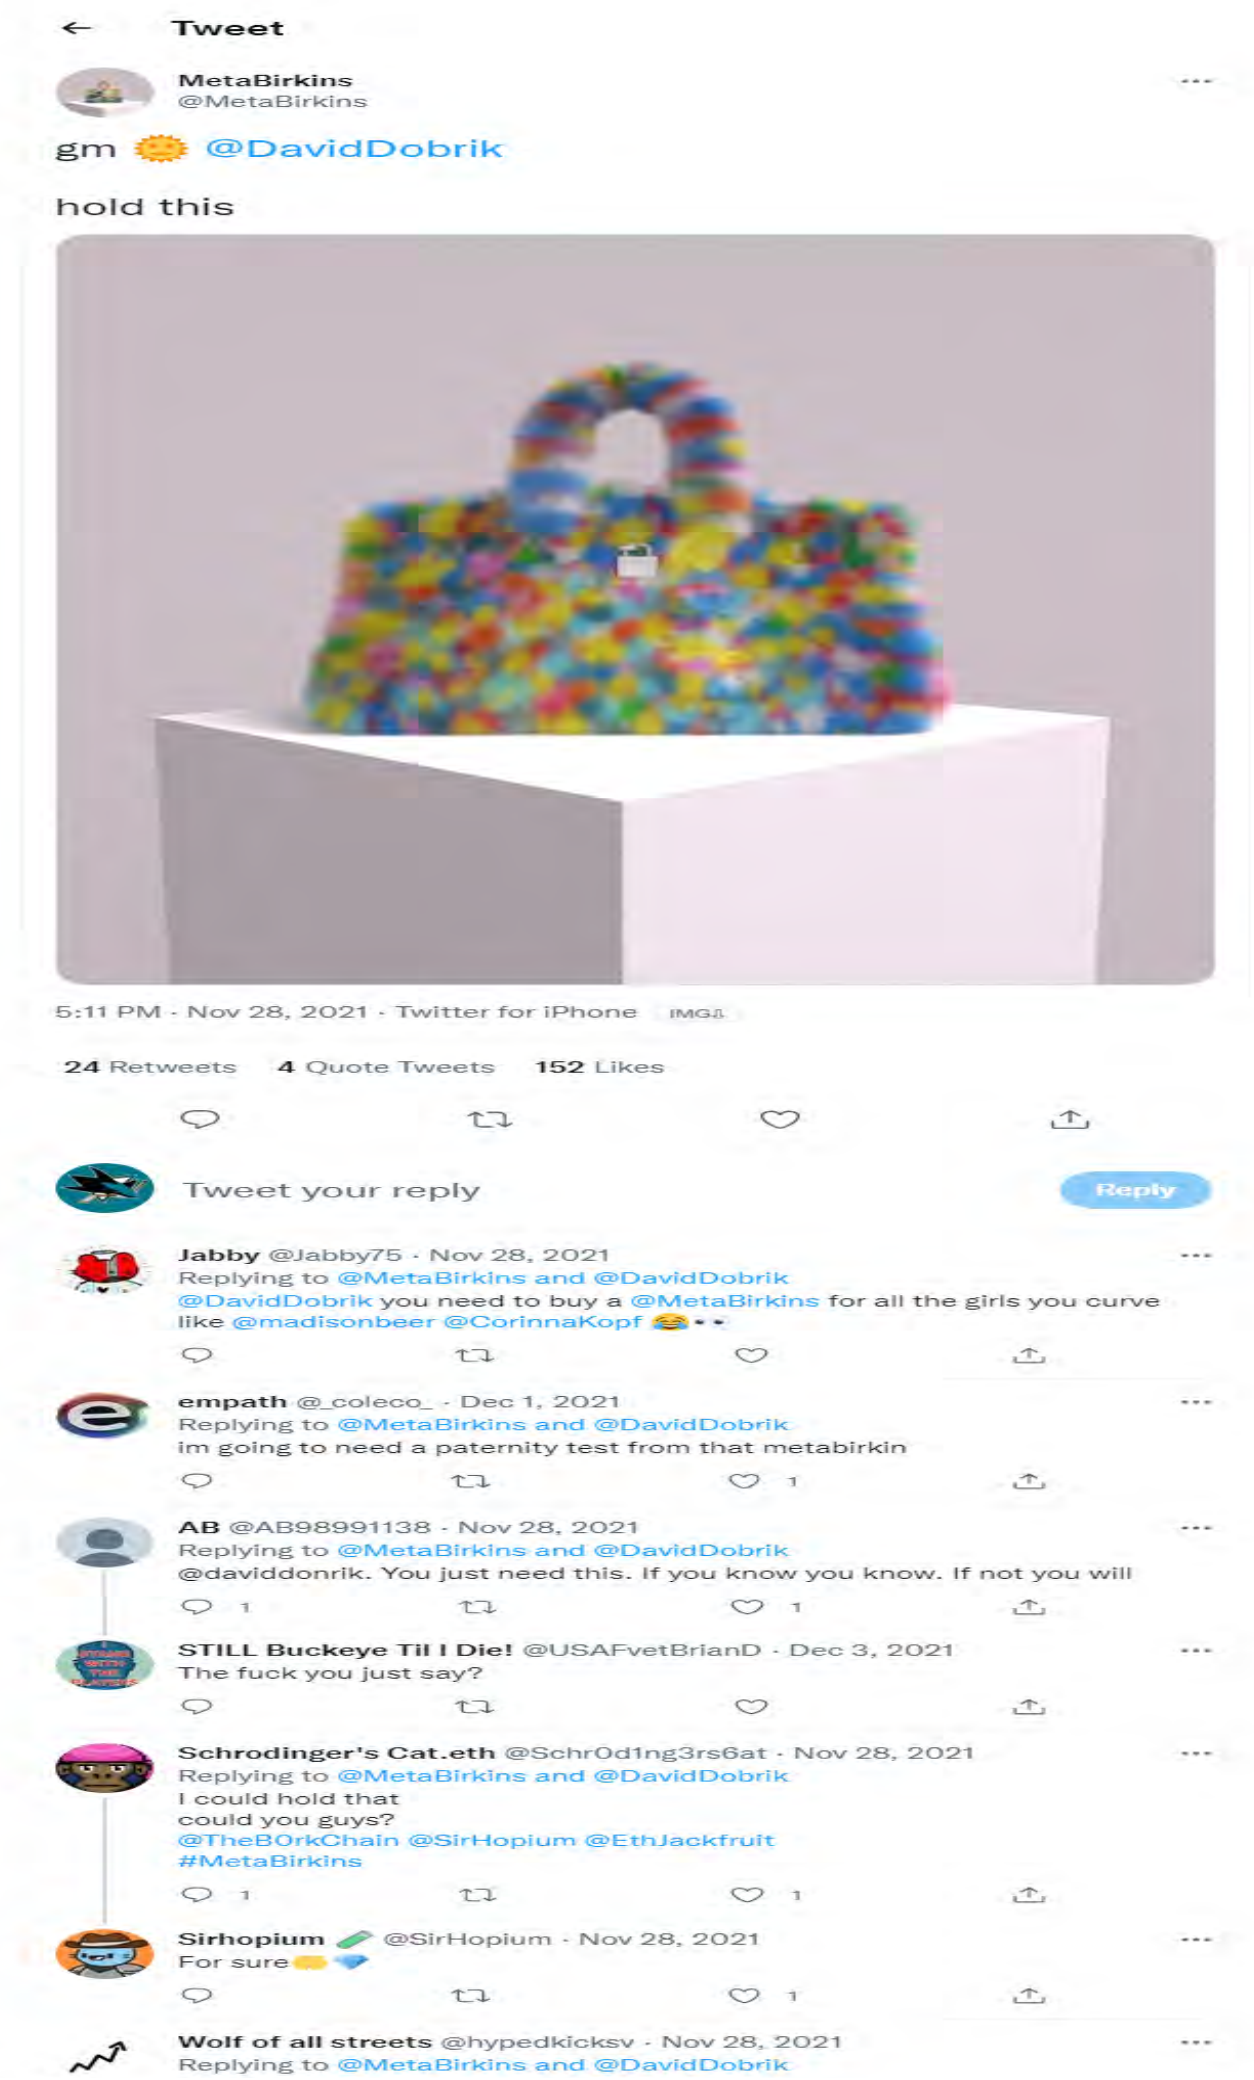 ← Tweet
MetaBirkins
@MetaBirkins
gm 🌞 @DavidDobrik
hold this
5:11 PM · Nov 28, 2021 · Twitter for iPhone
24 Retweets 4 Quote Tweets 152 Likes
Tweet your reply
Reply
Jabby @Jabby75 · Nov 28, 2021
Replying to @MetaBirkins and @DavidDobrik
@DavidDobrik you need to buy a @MetaBirkins for all the girls you curve
like @madisonbeer @CorinnaKopf 😂👀
empath @_coleco_ · Dec 1, 2021
Replying to @MetaBirkins and @DavidDobrik
im going to need a paternity test from that metabirkin
1
AB @AB98991138 · Nov 28, 2021
Replying to @MetaBirkins and @DavidDobrik
@daviddonrik. You just need this. If you know you know. If not you will
1 1
STILL Buckeye Til I Die! @USAFvetBrianD · Dec 3, 2021
The fuck you just say?
Schrodinger's Cat.eth @Schr0d1ng3rs6at · Nov 28, 2021
Replying to @MetaBirkins and @DavidDobrik
I could hold that
could you guys?
@TheB0rkChain @SirHopium @EthJackfruit
#MetaBirkins
1 1
Sirhopium @SirHopium · Nov 28, 2021
For sure
1
Wolf of all streets @hypedkicksv · Nov 28, 2021
Replying to @MetaBirkins and @DavidDobrik